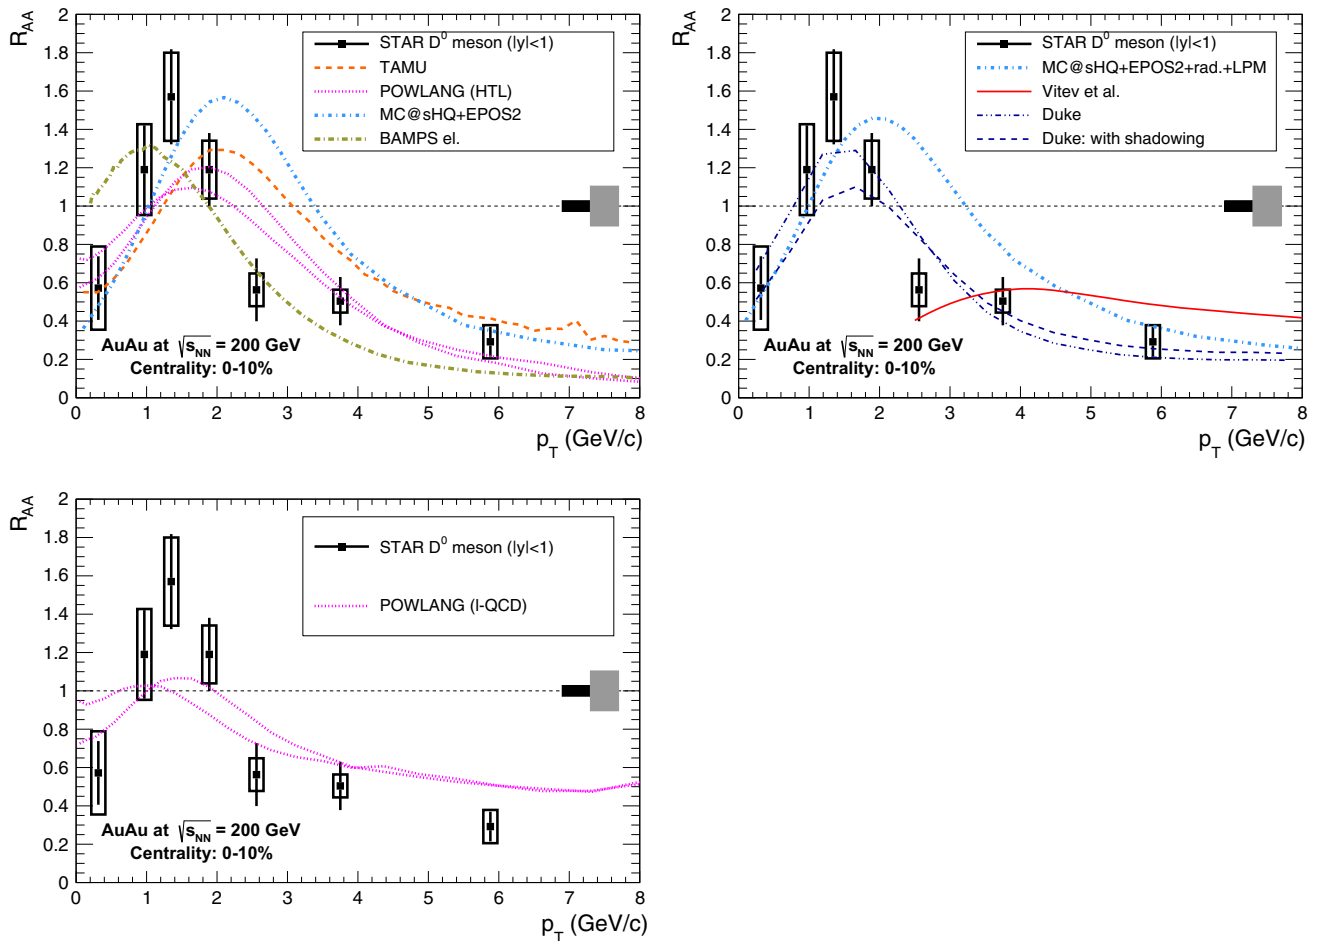 R_AA
2
1.8
1.6
1.4
1.2
1
0.8
0.6
0.4
0.2
0
STAR D⁰ meson (|y|<1)
TAMU
POWLANG (HTL)
MC@sHQ+EPOS2
BAMPS el.
AuAu at √s_NN = 200 GeV
Centrality: 0-10%
0 1 2 3 4 5 6 7 8
p_T (GeV/c)
R_AA
2
1.8
1.6
1.4
1.2
1
0.8
0.6
0.4
0.2
0
STAR D⁰ meson (|y|<1)
MC@sHQ+EPOS2+rad.+LPM
Vitev et al.
Duke
Duke: with shadowing
AuAu at √s_NN = 200 GeV
Centrality: 0-10%
0 1 2 3 4 5 6 7 8
p_T (GeV/c)
R_AA
2
1.8
1.6
1.4
1.2
1
0.8
0.6
0.4
0.2
0
STAR D⁰ meson (|y|<1)
POWLANG (l-QCD)
AuAu at √s_NN = 200 GeV
Centrality: 0-10%
0 1 2 3 4 5 6 7 8
p_T (GeV/c)